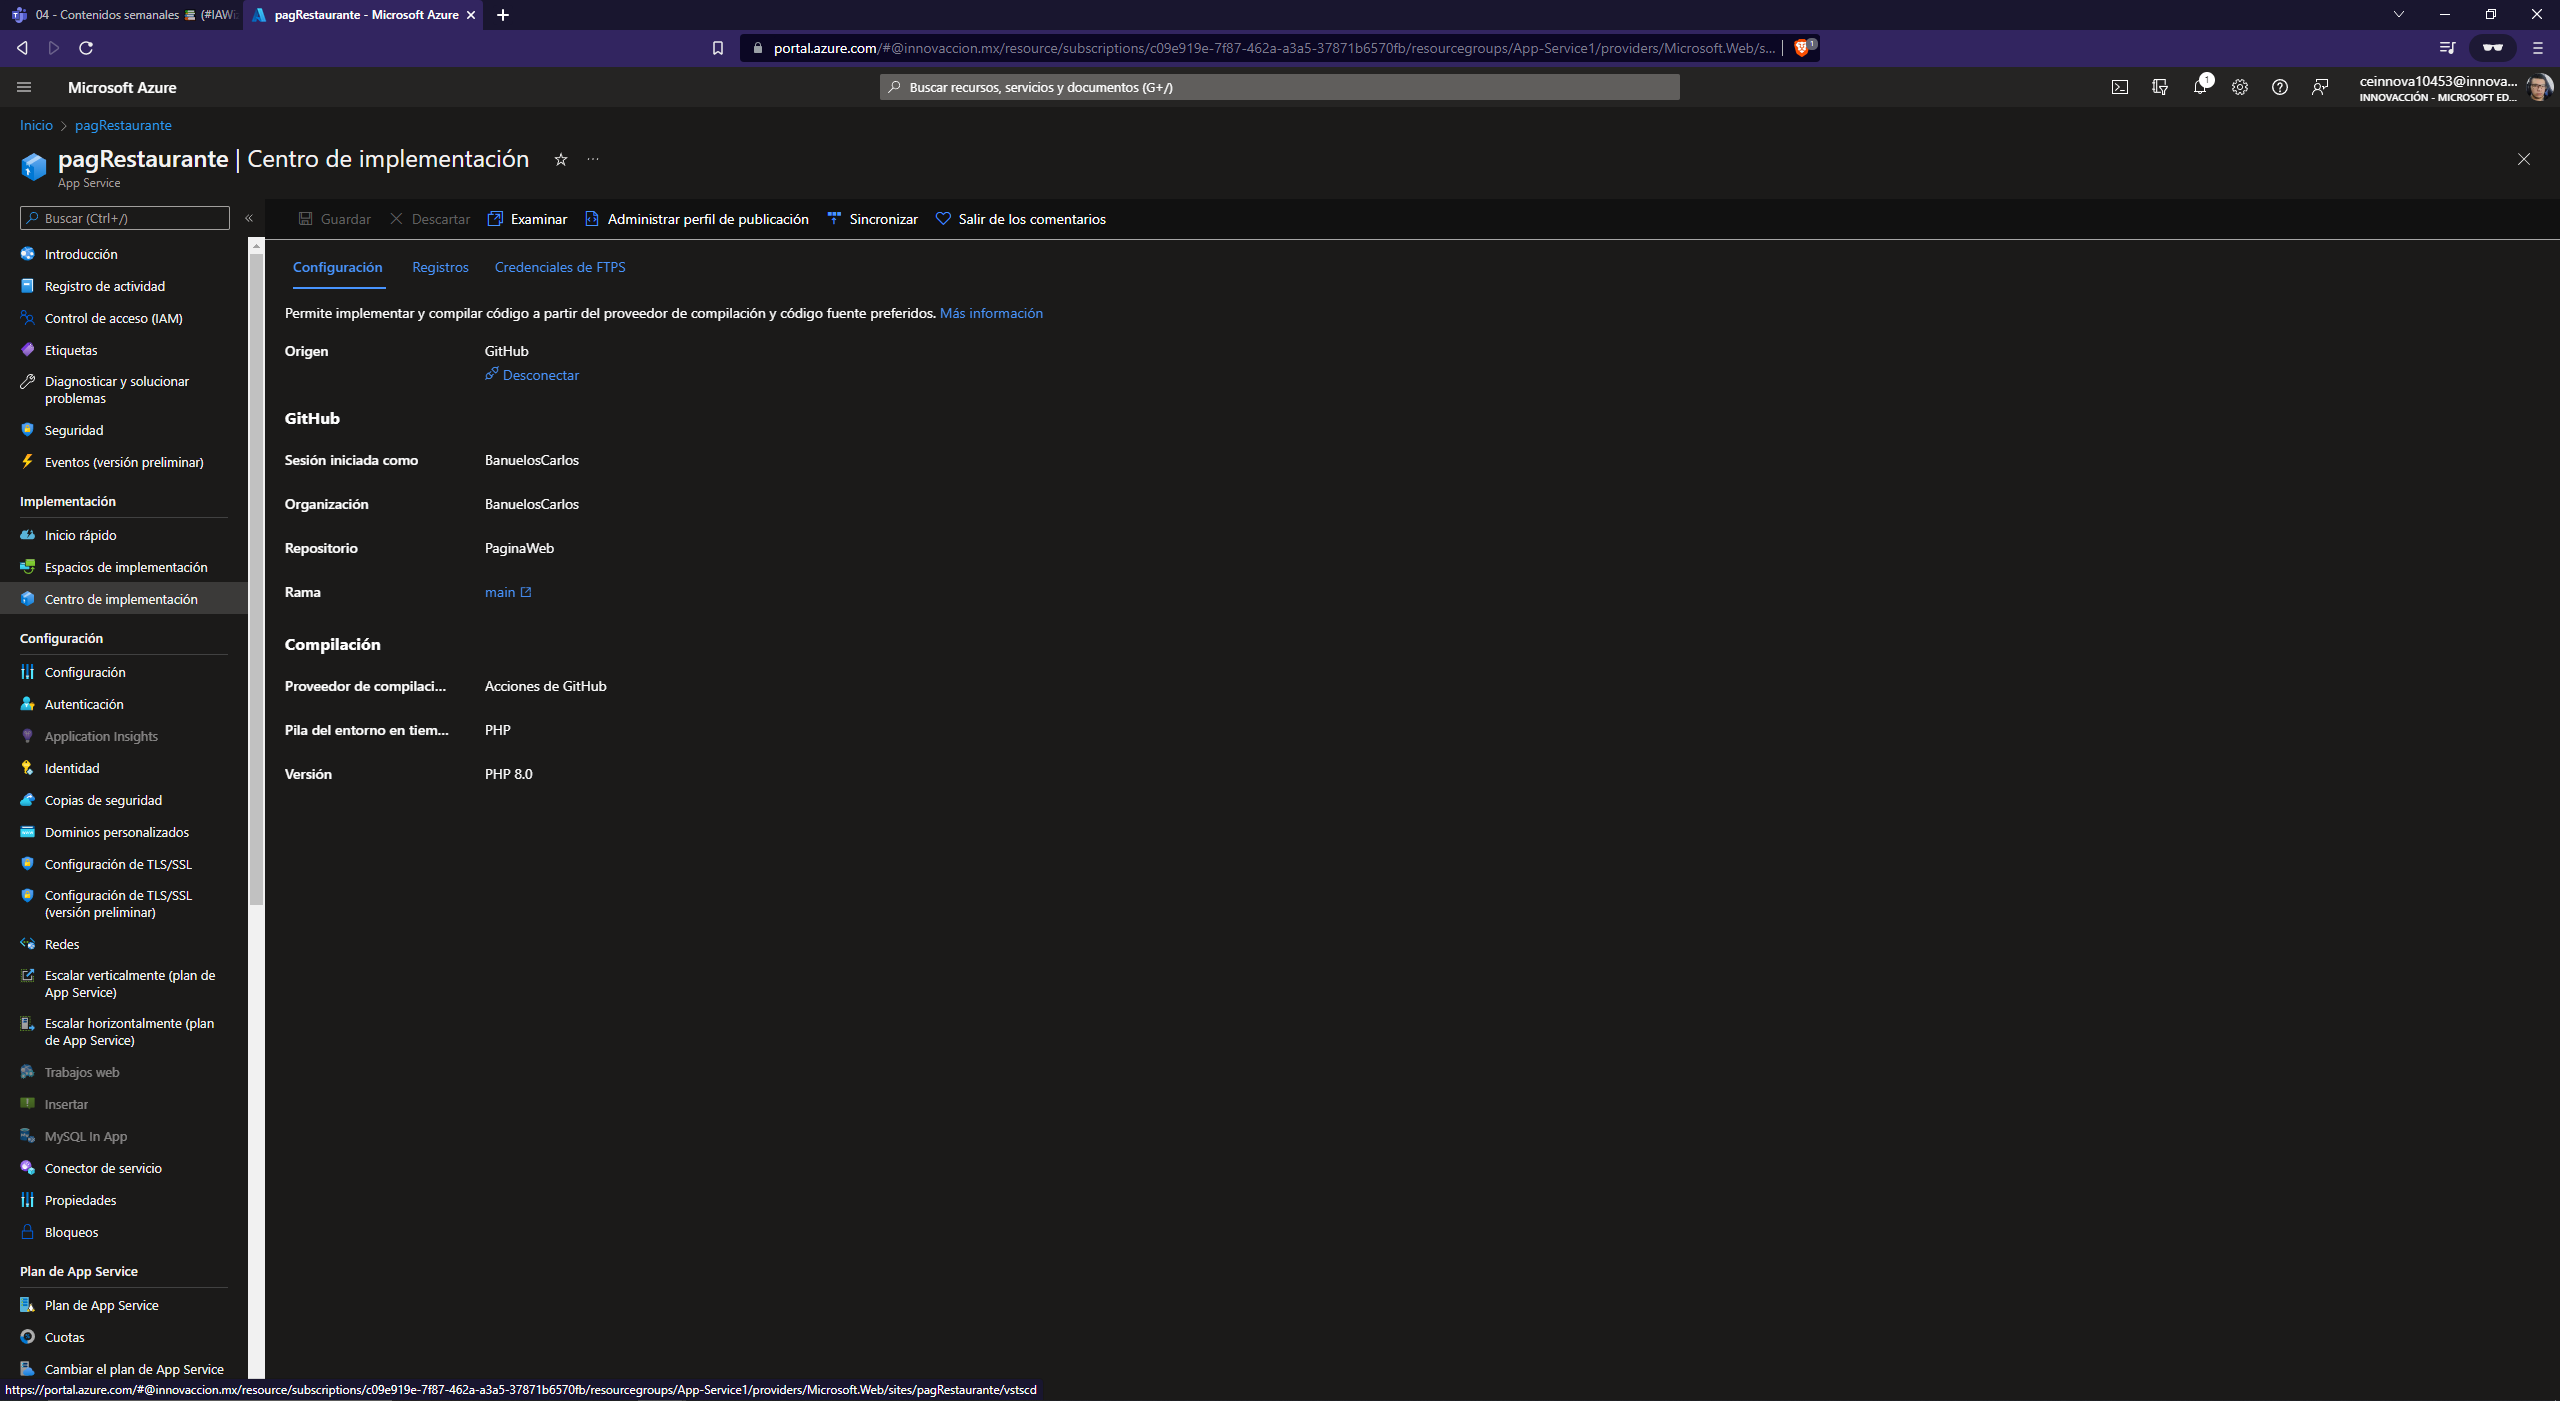 04 - Contenidos semanales 📚 (#IAWi
pagRestaurante - Microsoft Azure
portal.azure.com/#@innovaccion.mx/resource/subscriptions/c09e919e-7f87-462a-a3a5-37871b6570fb/resourcegroups/App-Service1/providers/Microsoft.Web/s...
1
Microsoft Azure
Buscar recursos, servicios y documentos (G+/)
1
ceinnova10453@innova...
INNOVACCIÓN - MICROSOFT ED...
Inicio > pagRestaurante
pagRestaurante | Centro de implementación
App Service
Buscar (Ctrl+/)
Introducción
Registro de actividad
Control de acceso (IAM)
Etiquetas
Diagnosticar y solucionar
problemas
Seguridad
Eventos (versión preliminar)
Implementación
Inicio rápido
Espacios de implementación
Centro de implementación
Configuración
Configuración
Autenticación
Application Insights
Identidad
Copias de seguridad
Dominios personalizados
Configuración de TLS/SSL
Configuración de TLS/SSL
(versión preliminar)
Redes
Escalar verticalmente (plan de
App Service)
Escalar horizontalmente (plan
de App Service)
Trabajos web
Insertar
MySQL In App
Conector de servicio
Propiedades
Bloqueos
Plan de App Service
Plan de App Service
Cuotas
Cambiar el plan de App Service
Guardar Descartar Examinar Administrar perfil de publicación Sincronizar Salir de los comentarios
Configuración Registros Credenciales de FTPS
Permite implementar y compilar código a partir del proveedor de compilación y código fuente preferidos. Más información
Origen GitHub
Desconectar
GitHub
Sesión iniciada como BanuelosCarlos
Organización BanuelosCarlos
Repositorio PaginaWeb
Rama main
Compilación
Proveedor de compilaci... Acciones de GitHub
Pila del entorno en tiem... PHP
Versión PHP 8.0
https://portal.azure.com/#@innovaccion.mx/resource/subscriptions/c09e919e-7f87-462a-a3a5-37871b6570fb/resourcegroups/App-Service1/providers/Microsoft.Web/sites/pagRestaurante/vstscd